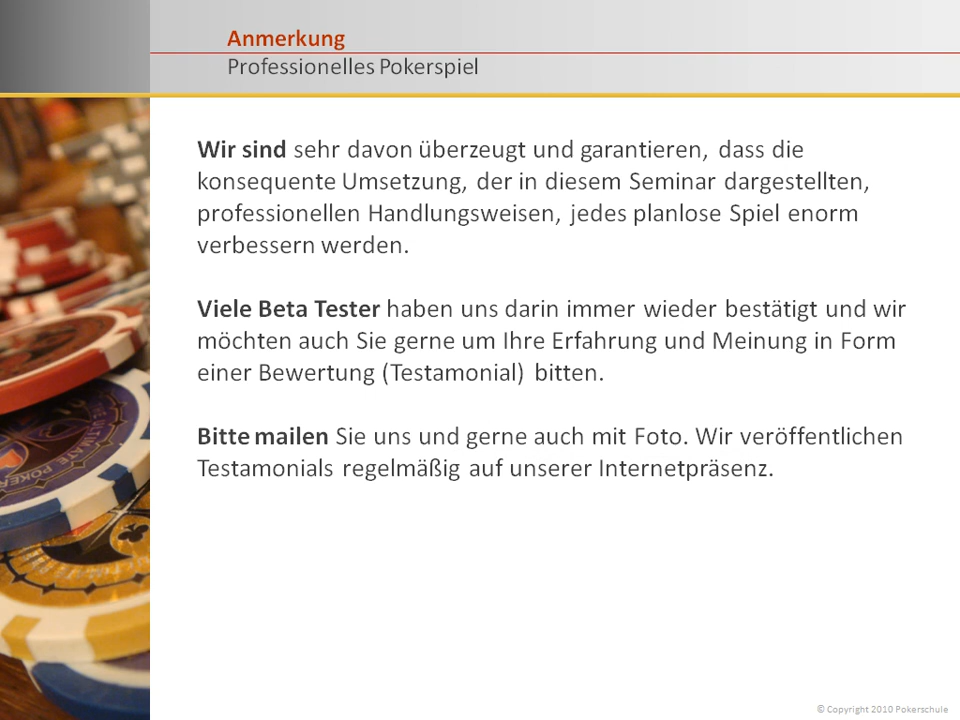 Anmerkung
Professionelles Pokerspiel
Wir sind sehr davon überzeugt und garantieren, dass die
konsequente Umsetzung, der in diesem Seminar dargestellten,
professionellen Handlungsweisen, jedes planlose Spiel enorm
verbessern werden.
Viele Beta Tester haben uns darin immer wieder bestätigt und wir
möchten auch Sie gerne um Ihre Erfahrung und Meinung in Form
einer Bewertung (Testamonial) bitten.
Bitte mailen Sie uns und gerne auch mit Foto. Wir veröffentlichen
Testamonials regelmäßig auf unserer Internetpräsenz.
ULTIMATE POKER
© Copyright 2010 Pokerschule